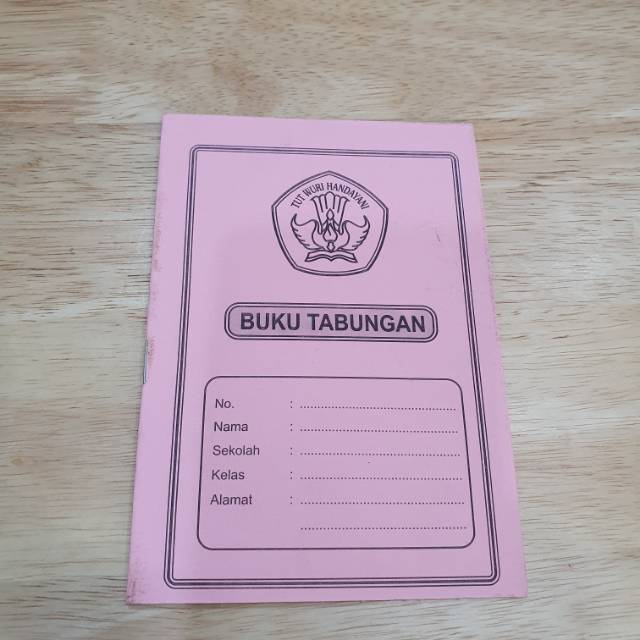 TUT WURI HANDAYANI
BUKU TABUNGAN
No. : ........................................
Nama : ........................................
Sekolah : ........................................
Kelas : ........................................
Alamat : ........................................
........................................